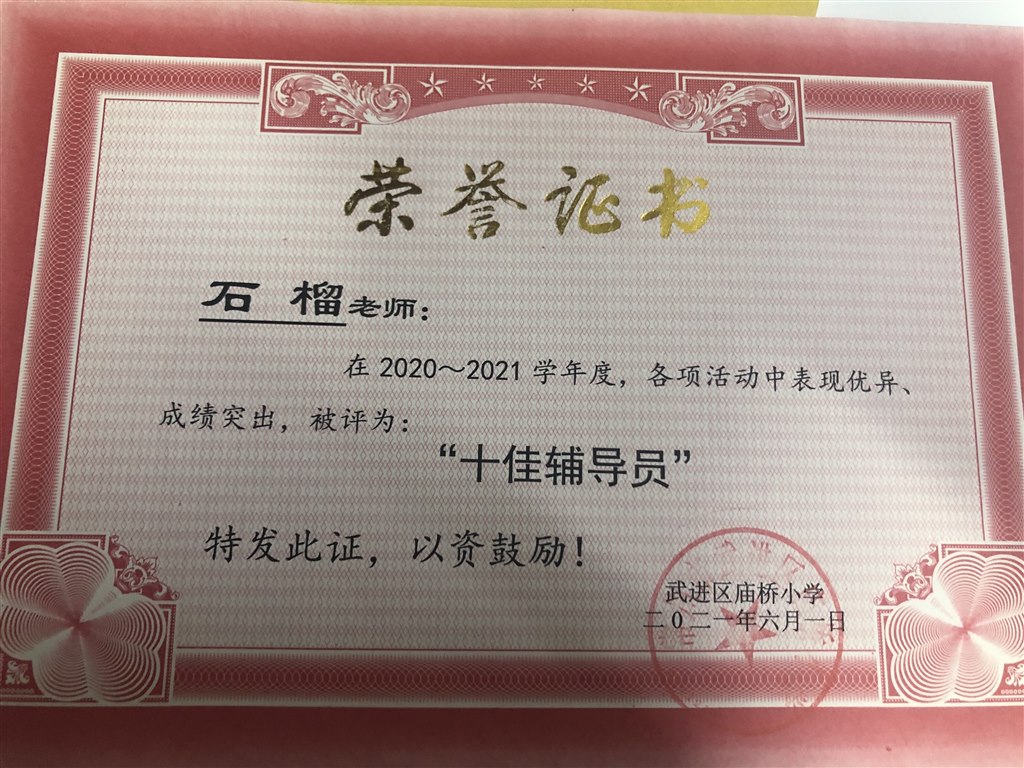 荣誉证书
石 榴老师：
在 2020～2021 学年度，各项活动中表现优异、
成绩突出，被评为：
“十佳辅导员”
特发此证，以资鼓励！
武进区庙桥小学
二0二一年六月一日